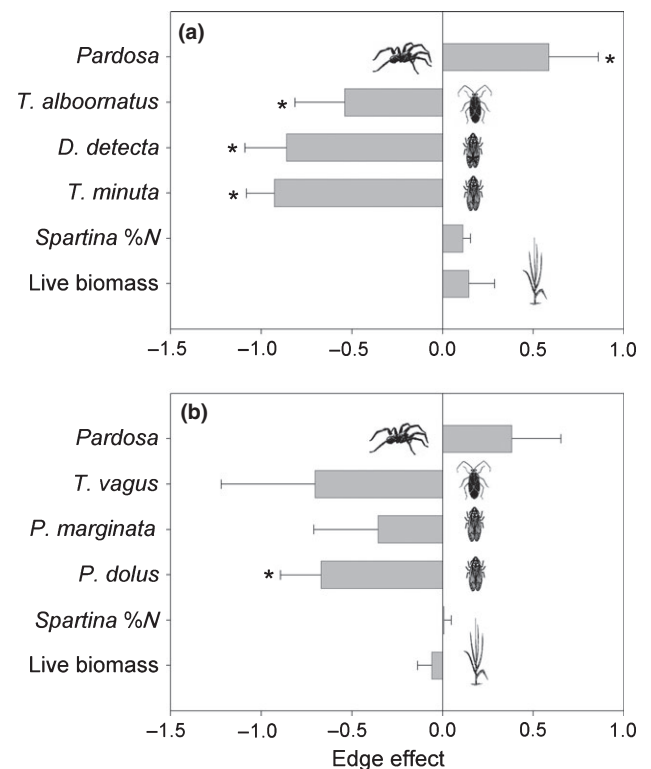 (a)
Pardosa
*
T. alboornatus
*
D. detecta
*
T. minuta
*
Spartina %N
Live biomass
–1.5 –1.0 –0.5 0.0 0.5 1.0
(b)
Pardosa
T. vagus
P. marginata
P. dolus
*
Spartina %N
Live biomass
–1.5 –1.0 –0.5 0.0 0.5 1.0
Edge effect